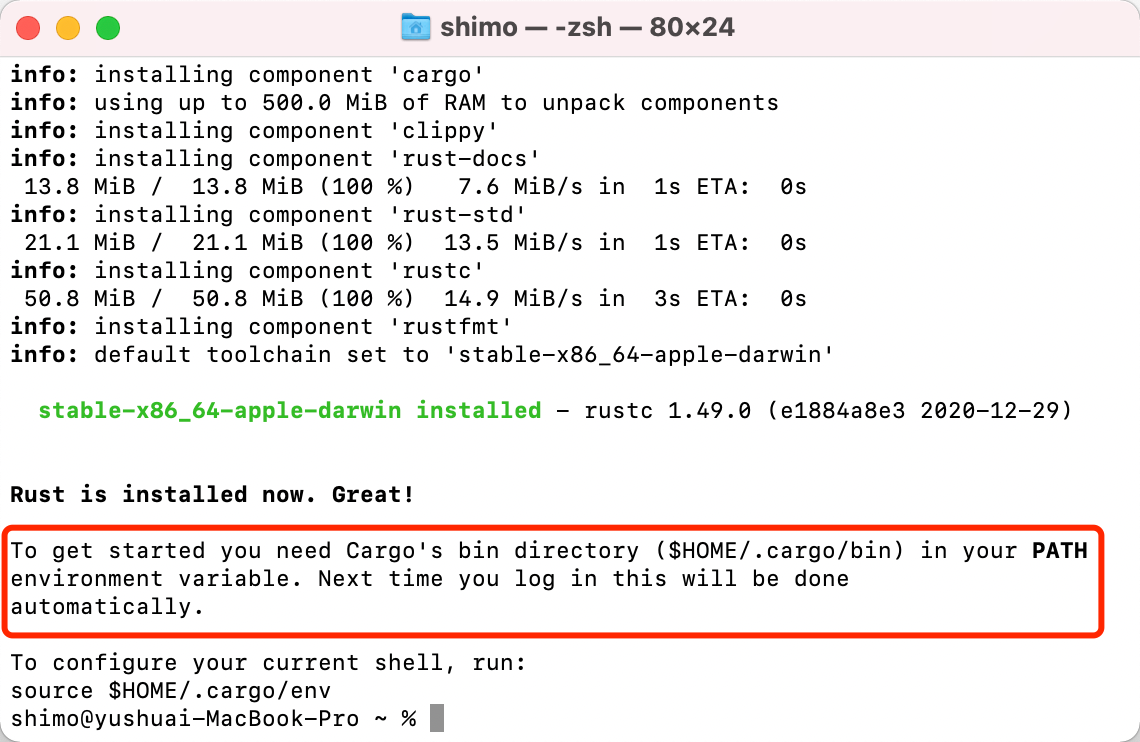 shimo — -zsh — 80×24
info: installing component 'cargo'
info: using up to 500.0 MiB of RAM to unpack components
info: installing component 'clippy'
info: installing component 'rust-docs'
 13.8 MiB /  13.8 MiB (100 %)   7.6 MiB/s in  1s ETA:  0s
info: installing component 'rust-std'
 21.1 MiB /  21.1 MiB (100 %)  13.5 MiB/s in  1s ETA:  0s
info: installing component 'rustc'
 50.8 MiB /  50.8 MiB (100 %)  14.9 MiB/s in  3s ETA:  0s
info: installing component 'rustfmt'
info: default toolchain set to 'stable-x86_64-apple-darwin'
  stable-x86_64-apple-darwin installed - rustc 1.49.0 (e1884a8e3 2020-12-29)
Rust is installed now. Great!
To get started you need Cargo's bin directory ($HOME/.cargo/bin) in your PATH
environment variable. Next time you log in this will be done
automatically.
To configure your current shell, run:
source $HOME/.cargo/env
shimo@yushuai-MacBook-Pro ~ %